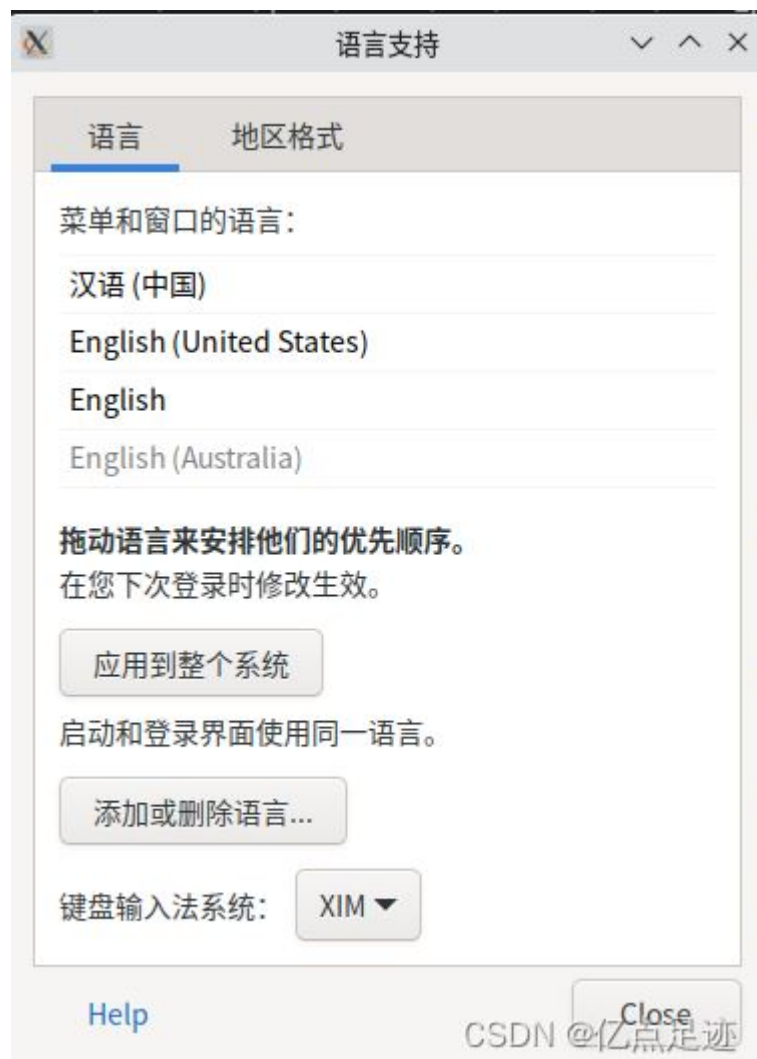 语言支持
语言 地区格式
菜单和窗口的语言：
汉语 (中国)
English (United States)
English
English (Australia)
拖动语言来安排他们的优先顺序。
在您下次登录时修改生效。
应用到整个系统
启动和登录界面使用同一语言。
添加或删除语言...
键盘输入法系统： XIM
Help Close
CSDN @亿点足迹